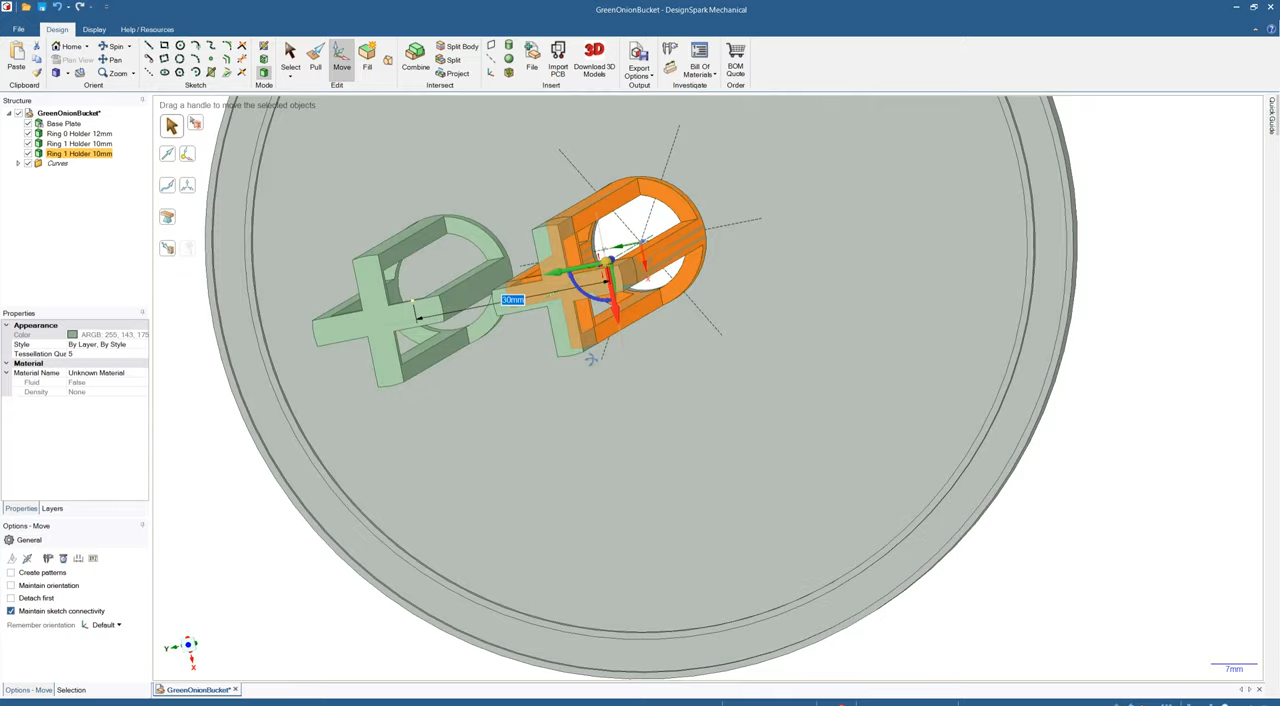 GreenOnionBucket* - DesignSpark Mechanical
File Design Display Help / Resources
Paste Home Plan View Spin Pan Zoom Select Pull Move Fill Combine Split Body Split Project File Import PCB Download 3D Models Export Options Bill Of Materials BOM Quote
Clipboard Orient Sketch Mode Edit Intersect Insert Output Investigate Order
Structure
GreenOnionBucket*
Base Plate
Ring 0 Holder 12mm
Ring 1 Holder 10mm
Ring 1 Holder 10mm
Curves
Drag a handle to move the selected objects
Quick Guide
30mm
X
Properties
Appearance
Color ARGB: 255, 143, 175
Style By Layer, By Style
Tessellation Qua 5
Material
Material Name Unknown Material
Fluid False
Density None
Properties Layers
Options - Move
General
Create patterns
Maintain orientation
Detach first
Maintain sketch connectivity
Remember orientation Default
Y
X
7mm
Options - Move Selection
GreenOnionBucket*